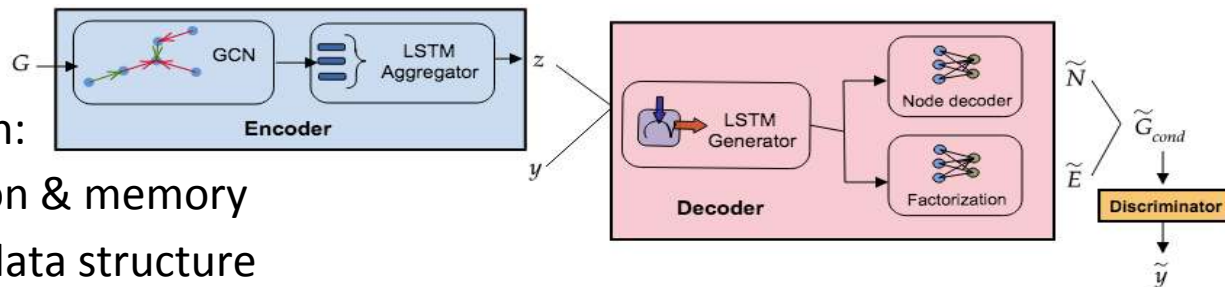 G
GCN
LSTM
Aggregator
Encoder
z
y
LSTM
Generator
Node decoder
Factorization
Decoder
Ñ
Ẽ
G̃cond
Discriminator
ỹ
on & memory
data structure